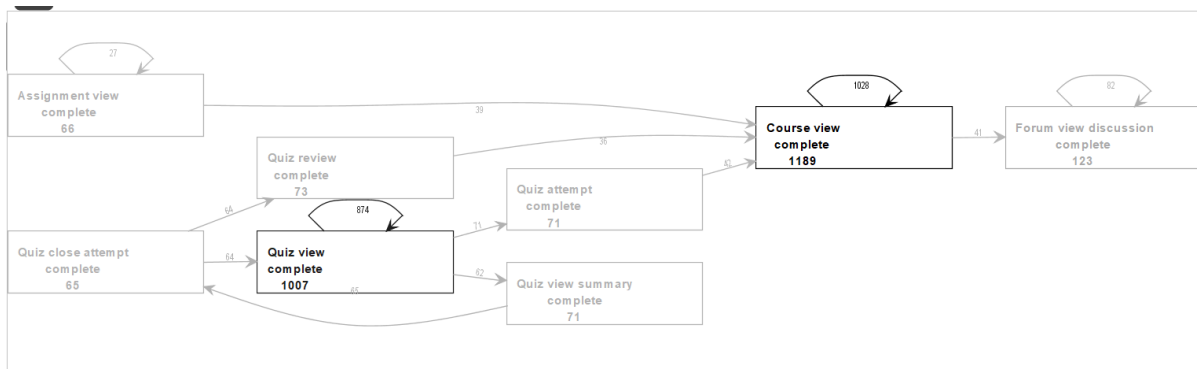 27
Assignment view
complete
66
39
1028
Course view
complete
1189
41
82
Forum view discussion
complete
123
36
Quiz review
complete
73
42
Quiz attempt
complete
71
64
874
71
Quiz close attempt
complete
65
64
Quiz view
complete
1007
62
65
Quiz view summary
complete
71